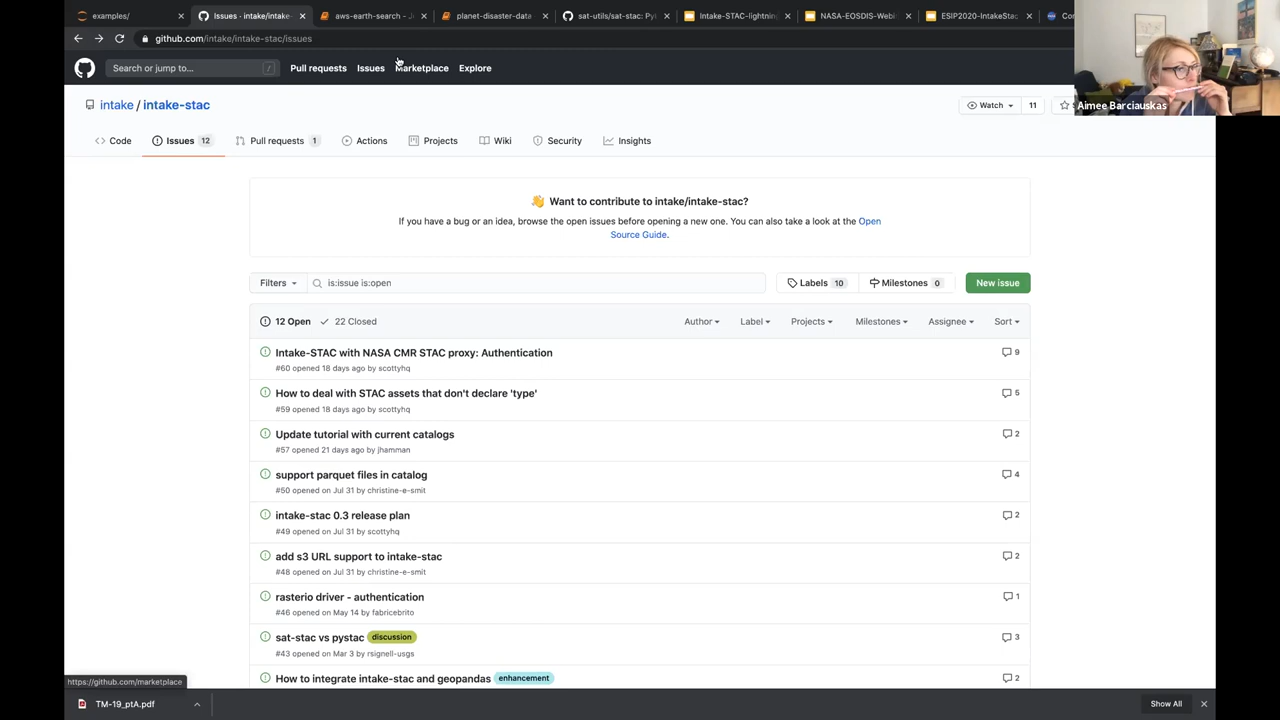 examples/
Issues · intake/intake-stac
aws-earth-search - J
planet-disaster-data
sat-utils/sat-stac: Py
Intake-STAC-lightnin
NASA-EOSDIS-Webi
ESIP2020-IntakeStac
Co
github.com/intake/intake-stac/issues
Search or jump to... /
Pull requests Issues Marketplace Explore
Aimee Barciauskas
intake / intake-stac
Watch 11
Code Issues 12 Pull requests 1 Actions Projects Wiki Security Insights
👋 Want to contribute to intake/intake-stac?
If you have a bug or an idea, browse the open issues before opening a new one. You can also take a look at the Open
Source Guide.
Filters is:issue is:open Labels 10 Milestones 0 New issue
12 Open 22 Closed Author Label Projects Milestones Assignee Sort
Intake-STAC with NASA CMR STAC proxy: Authentication 9
#60 opened 18 days ago by scottyhq
How to deal with STAC assets that don't declare 'type' 5
#59 opened 18 days ago by scottyhq
Update tutorial with current catalogs 2
#57 opened 21 days ago by jhamman
support parquet files in catalog 4
#50 opened on Jul 31 by christine-e-smit
intake-stac 0.3 release plan 2
#49 opened on Jul 31 by scottyhq
add s3 URL support to intake-stac 2
#48 opened on Jul 31 by christine-e-smit
rasterio driver - authentication 1
#46 opened on May 14 by fabricebrito
sat-stac vs pystac discussion 3
#43 opened on Mar 3 by rsignell-usgs
How to integrate intake-stac and geopandas enhancement 2
https://github.com/marketplace
TM-19_ptA.pdf
Show All